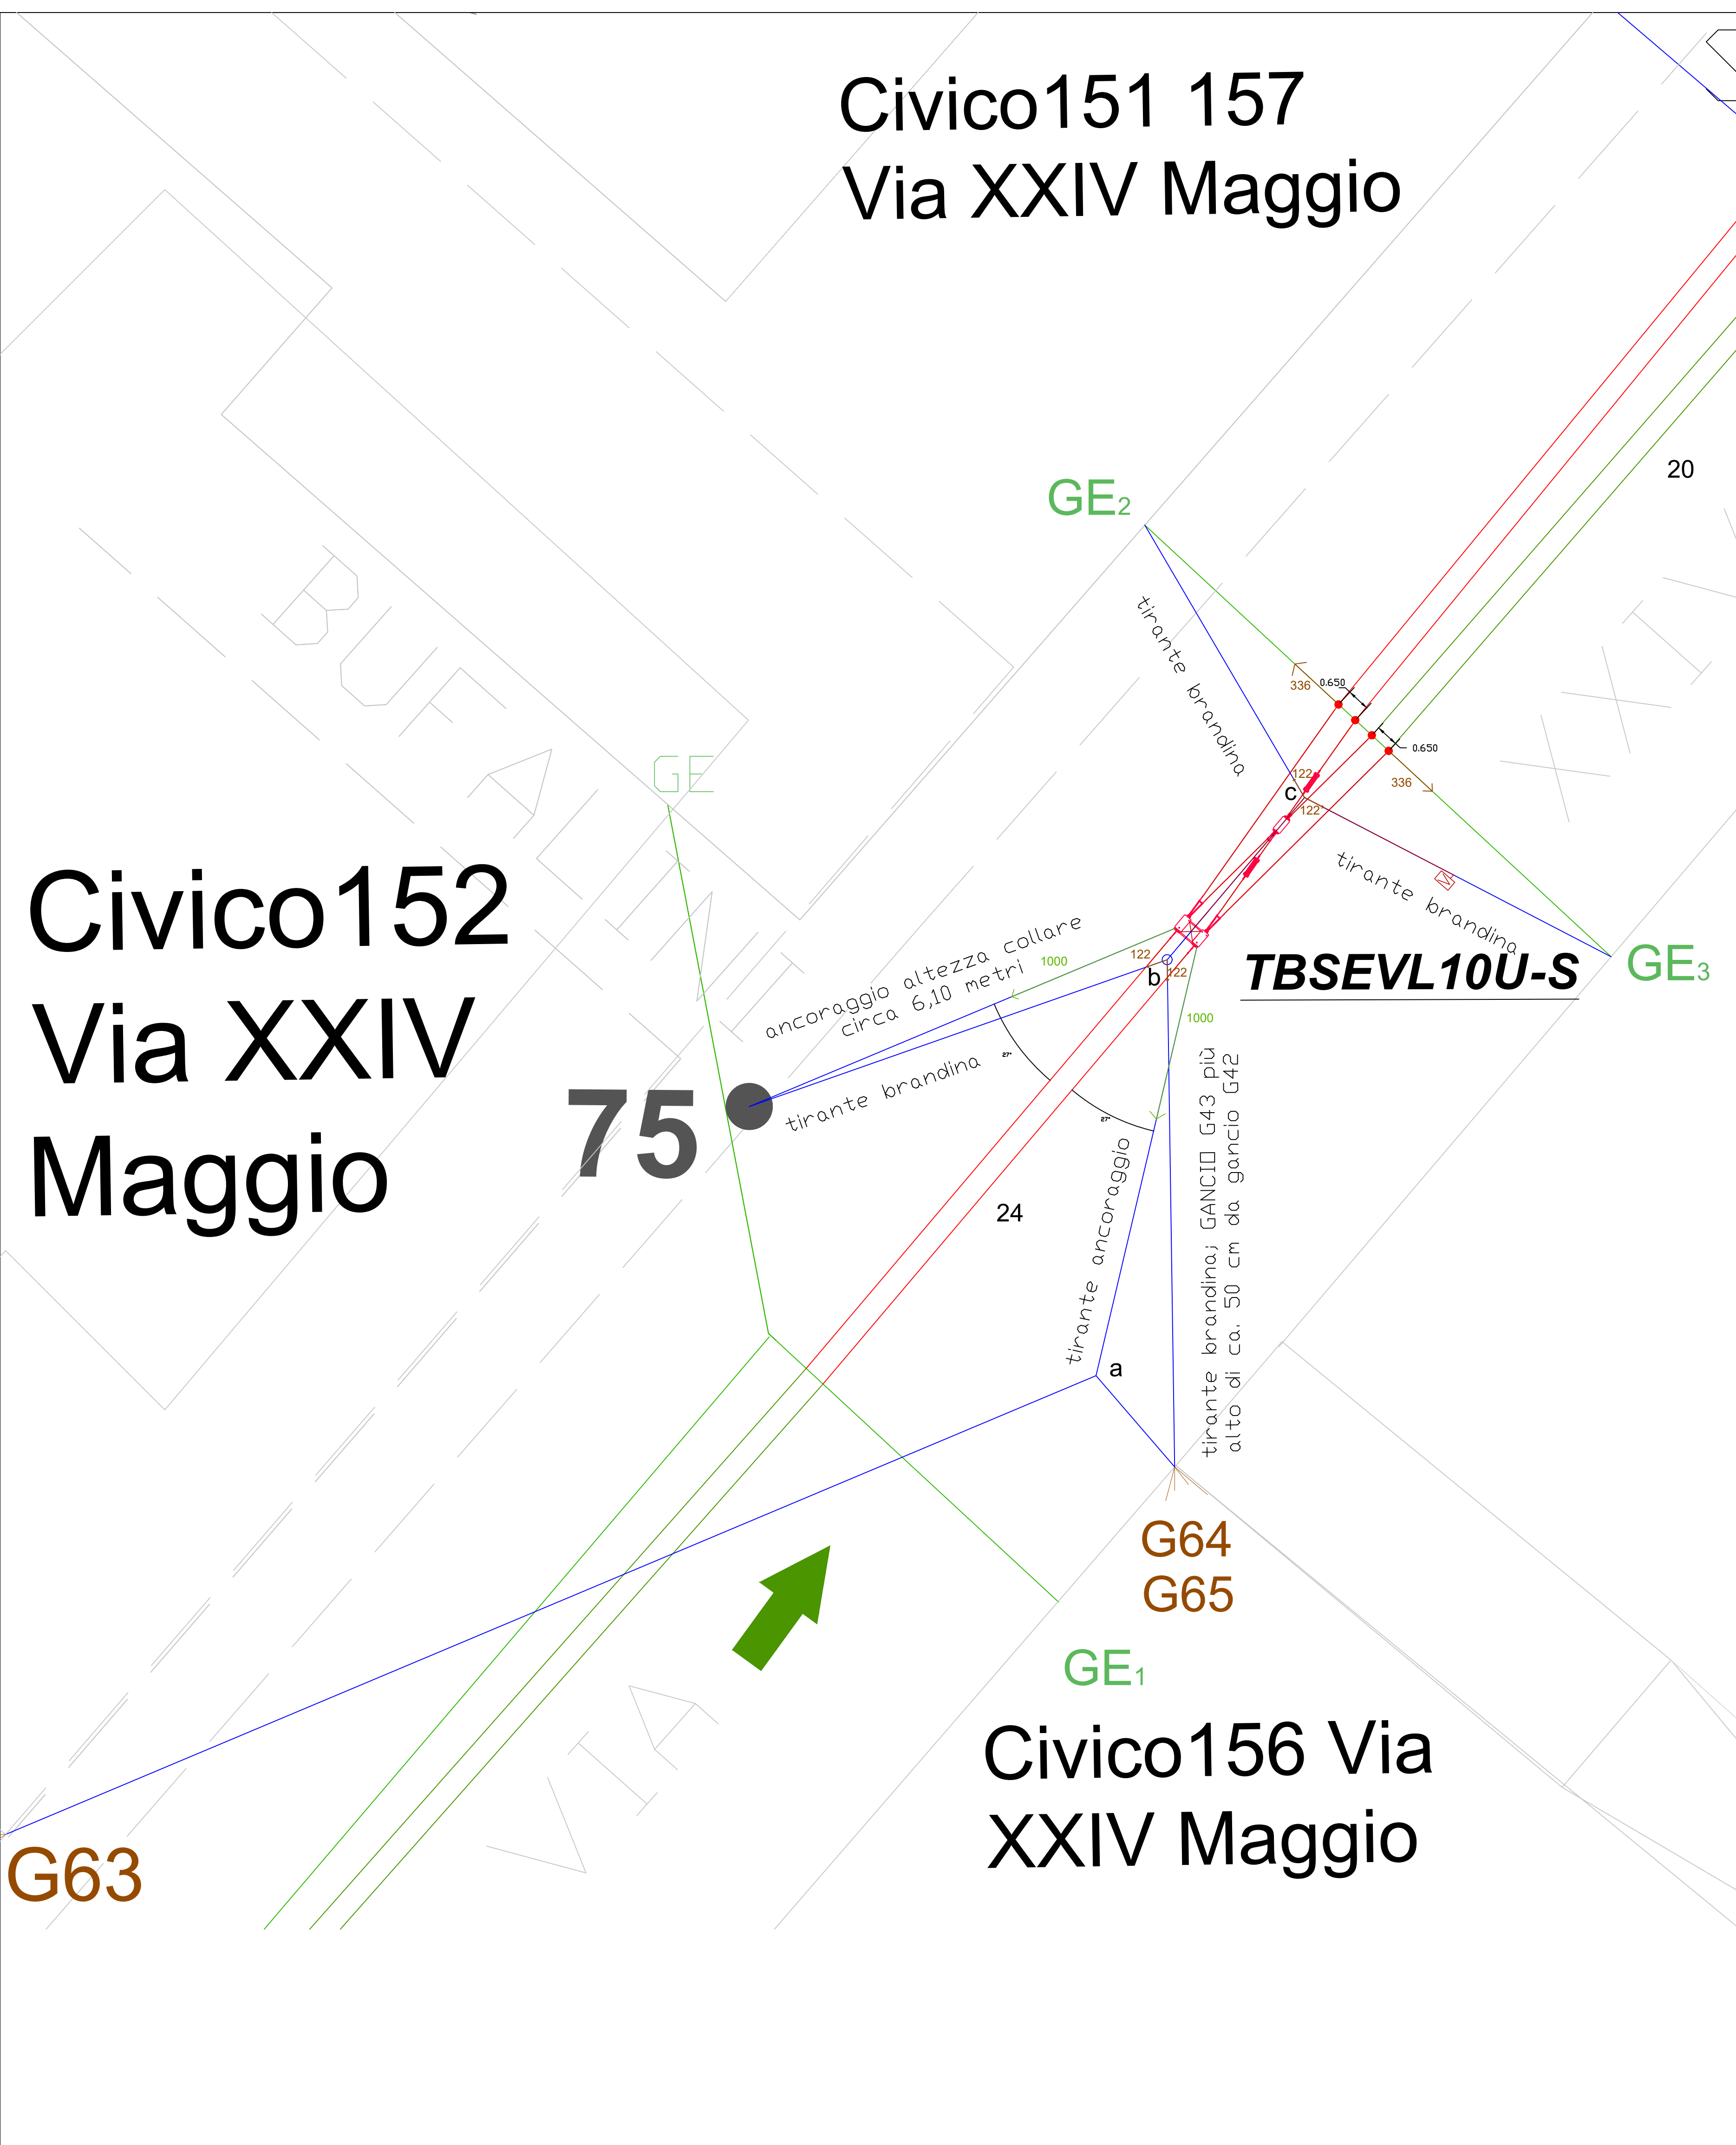 Civico151 157
Via XXIV Maggio
20
GE2
tirante brandina
336
0.650
0.650
336
GE
122
c
122
tirante brandina
Civico152
Via XXIV
Maggio
ancoraggio altezza collare
circa 6,10 metri
1000
122
b
122
TBSEVL10U-S
GE3
1000
tirante brandina
27°
75
27°
tirante ancoraggio
tirante brandina; GANCIO G43 più
alto di ca. 50 cm da gancio G42
24
a
G64
G65
GE1
VIA
Civico156 Via
XXIV Maggio
G63